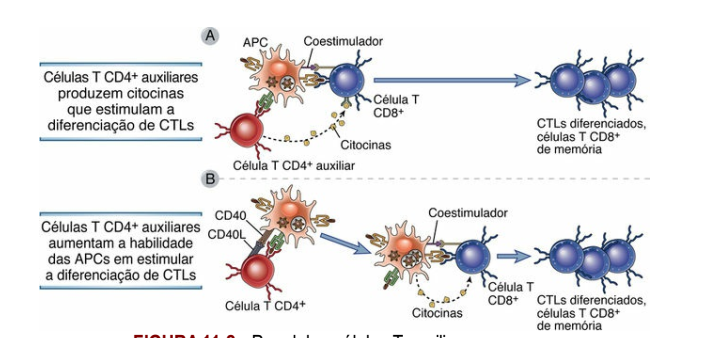 A
APC
Coestimulador
Células T CD4+ auxiliares
produzem citocinas
que estimulam a
diferenciação de CTLs
Célula T
CD8+
Citocinas
Célula T CD4+ auxiliar
CTLs diferenciados,
células T CD8+
de memória
B
Células T CD4+ auxiliares
aumentam a habilidade
das APCs em estimular
a diferenciação de CTLs
CD40
CD40L
Célula T CD4+
Coestimulador
Célula T
CD8+
Citocinas
CTLs diferenciados,
células T CD8+
de memória